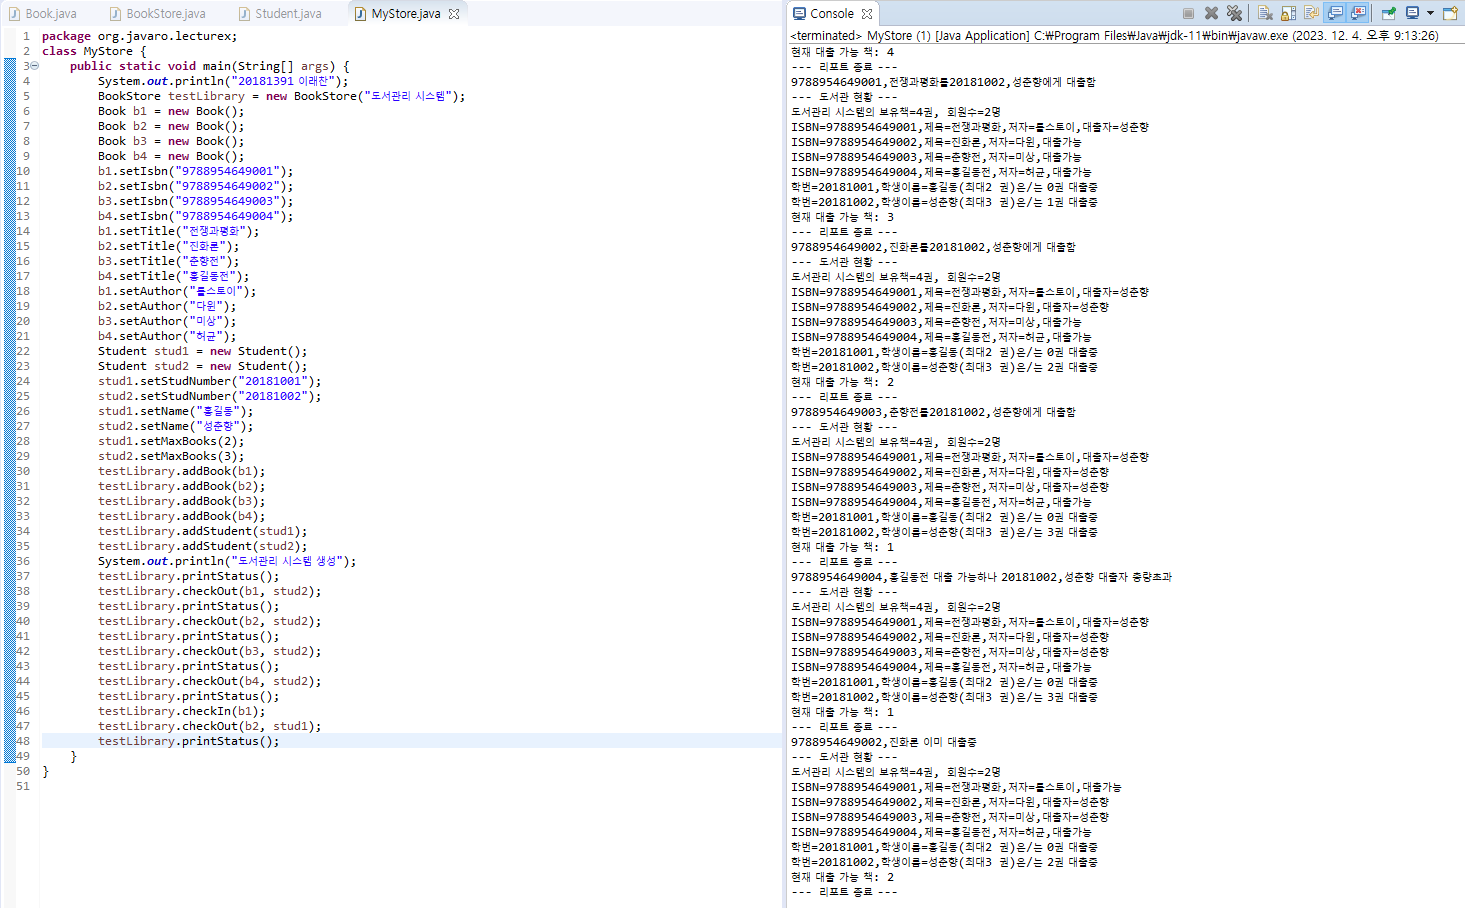 Book.java
BookStore.java
Student.java
MyStore.java
1 package org.javaro.lecturex;
2 class MyStore {
3 public static void main(String[] args) {
4 System.out.println("20181391 이래찬");
5 BookStore testLibrary = new BookStore("도서관리 시스템");
6 Book b1 = new Book();
7 Book b2 = new Book();
8 Book b3 = new Book();
9 Book b4 = new Book();
10 b1.setIsbn("9788954649001");
11 b2.setIsbn("9788954649002");
12 b3.setIsbn("9788954649003");
13 b4.setIsbn("9788954649004");
14 b1.setTitle("전쟁과평화");
15 b2.setTitle("진화론");
16 b3.setTitle("춘향전");
17 b4.setTitle("홍길동전");
18 b1.setAuthor("톨스토이");
19 b2.setAuthor("다윈");
20 b3.setAuthor("미상");
21 b4.setAuthor("허균");
22 Student stud1 = new Student();
23 Student stud2 = new Student();
24 stud1.setStudNumber("20181001");
25 stud2.setStudNumber("20181002");
26 stud1.setName("홍길동");
27 stud2.setName("성춘향");
28 stud1.setMaxBooks(2);
29 stud2.setMaxBooks(3);
30 testLibrary.addBook(b1);
31 testLibrary.addBook(b2);
32 testLibrary.addBook(b3);
33 testLibrary.addBook(b4);
34 testLibrary.addStudent(stud1);
35 testLibrary.addStudent(stud2);
36 System.out.println("도서관리 시스템 생성");
37 testLibrary.printStatus();
38 testLibrary.checkOut(b1, stud2);
39 testLibrary.printStatus();
40 testLibrary.checkOut(b2, stud2);
41 testLibrary.printStatus();
42 testLibrary.checkOut(b3, stud2);
43 testLibrary.printStatus();
44 testLibrary.checkOut(b4, stud2);
45 testLibrary.printStatus();
46 testLibrary.checkIn(b1);
47 testLibrary.checkOut(b2, stud1);
48 testLibrary.printStatus();
49 }
50 }
51
Console
<terminated> MyStore (1) [Java Application] C:₩Program Files₩Java₩jdk-11₩bin₩javaw.exe (2023. 12. 4. 오후 9:13:26)
현재 대출 가능 책: 4
--- 리포트 종료 ---
9788954649001,전쟁과평화를20181002,성춘향에게 대출함
--- 도서관 현황 ---
도서관리 시스템의 보유책=4권, 회원수=2명
ISBN=9788954649001,제목=전쟁과평화,저자=톨스토이,대출자=성춘향
ISBN=9788954649002,제목=진화론,저자=다윈,대출가능
ISBN=9788954649003,제목=춘향전,저자=미상,대출가능
ISBN=9788954649004,제목=홍길동전,저자=허균,대출가능
학번=20181001,학생이름=홍길동(최대2 권)은/는 0권 대출중
학번=20181002,학생이름=성춘향(최대3 권)은/는 1권 대출중
현재 대출 가능 책: 3
--- 리포트 종료 ---
9788954649002,진화론를20181002,성춘향에게 대출함
--- 도서관 현황 ---
도서관리 시스템의 보유책=4권, 회원수=2명
ISBN=9788954649001,제목=전쟁과평화,저자=톨스토이,대출자=성춘향
ISBN=9788954649002,제목=진화론,저자=다윈,대출자=성춘향
ISBN=9788954649003,제목=춘향전,저자=미상,대출가능
ISBN=9788954649004,제목=홍길동전,저자=허균,대출가능
학번=20181001,학생이름=홍길동(최대2 권)은/는 0권 대출중
학번=20181002,학생이름=성춘향(최대3 권)은/는 2권 대출중
현재 대출 가능 책: 2
--- 리포트 종료 ---
9788954649003,춘향전를20181002,성춘향에게 대출함
--- 도서관 현황 ---
도서관리 시스템의 보유책=4권, 회원수=2명
ISBN=9788954649001,제목=전쟁과평화,저자=톨스토이,대출자=성춘향
ISBN=9788954649002,제목=진화론,저자=다윈,대출자=성춘향
ISBN=9788954649003,제목=춘향전,저자=미상,대출자=성춘향
ISBN=9788954649004,제목=홍길동전,저자=허균,대출가능
학번=20181001,학생이름=홍길동(최대2 권)은/는 0권 대출중
학번=20181002,학생이름=성춘향(최대3 권)은/는 3권 대출중
현재 대출 가능 책: 1
--- 리포트 종료 ---
9788954649004,홍길동전 대출 가능하나 20181002,성춘향 대출자 총량초과
--- 도서관 현황 ---
도서관리 시스템의 보유책=4권, 회원수=2명
ISBN=9788954649001,제목=전쟁과평화,저자=톨스토이,대출자=성춘향
ISBN=9788954649002,제목=진화론,저자=다윈,대출자=성춘향
ISBN=9788954649003,제목=춘향전,저자=미상,대출자=성춘향
ISBN=9788954649004,제목=홍길동전,저자=허균,대출가능
학번=20181001,학생이름=홍길동(최대2 권)은/는 0권 대출중
학번=20181002,학생이름=성춘향(최대3 권)은/는 3권 대출중
현재 대출 가능 책: 1
--- 리포트 종료 ---
9788954649002,진화론 이미 대출중
--- 도서관 현황 ---
도서관리 시스템의 보유책=4권, 회원수=2명
ISBN=9788954649001,제목=전쟁과평화,저자=톨스토이,대출가능
ISBN=9788954649002,제목=진화론,저자=다윈,대출자=성춘향
ISBN=9788954649003,제목=춘향전,저자=미상,대출자=성춘향
ISBN=9788954649004,제목=홍길동전,저자=허균,대출가능
학번=20181001,학생이름=홍길동(최대2 권)은/는 0권 대출중
학번=20181002,학생이름=성춘향(최대3 권)은/는 2권 대출중
현재 대출 가능 책: 2
--- 리포트 종료 ---